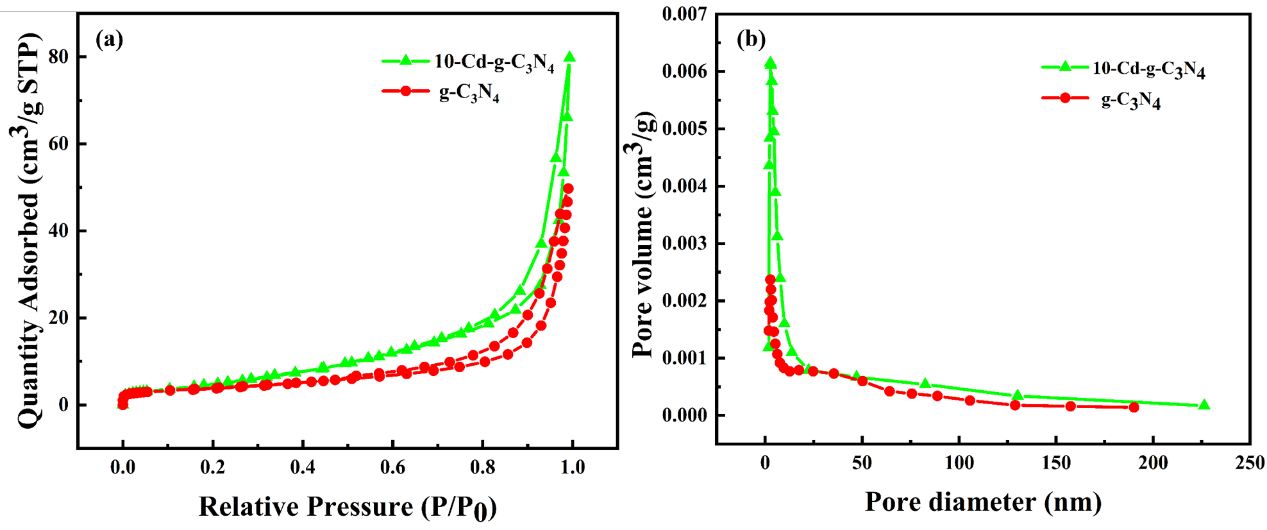 (a)
10-Cd-g-C₃N₄
g-C₃N₄
Quantity Adsorbed (cm³/g STP)
80
60
40
20
0
0.0 0.2 0.4 0.6 0.8 1.0
Relative Pressure (P/P₀)
(b)
10-Cd-g-C₃N₄
g-C₃N₄
Pore volume (cm³/g)
0.007
0.006
0.005
0.004
0.003
0.002
0.001
0.000
0 50 100 150 200 250
Pore diameter (nm)